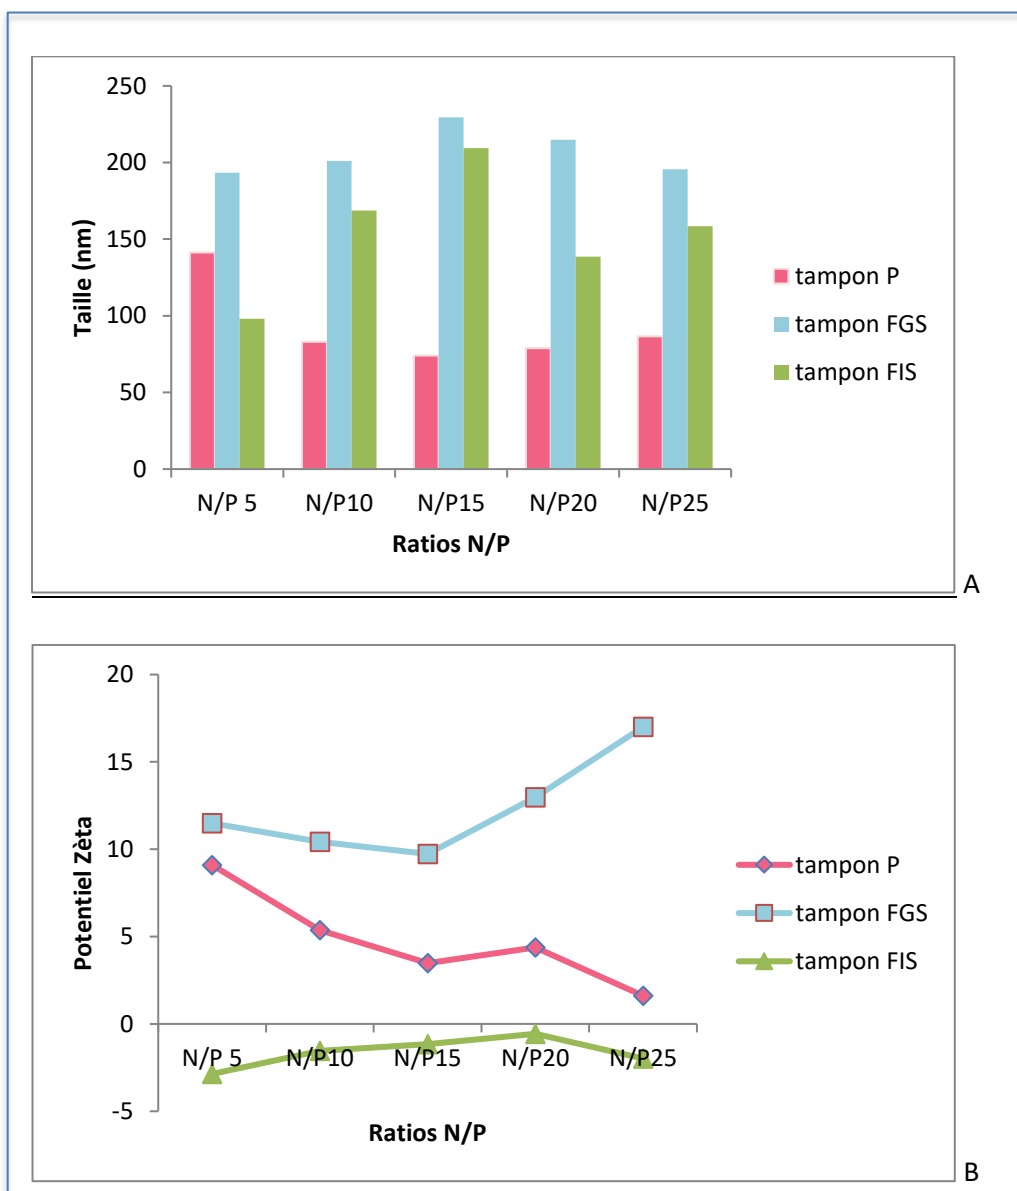 250
200
150
100
50
0
Taille (nm)
N/P 5 N/P10 N/P15 N/P20 N/P25
Ratios N/P
tampon P
tampon FGS
tampon FIS
A
20
15
10
5
0
-5
Potentiel Zèta
N/P 5 N/P10 N/P15 N/P20 N/P25
Ratios N/P
tampon P
tampon FGS
tampon FIS
B